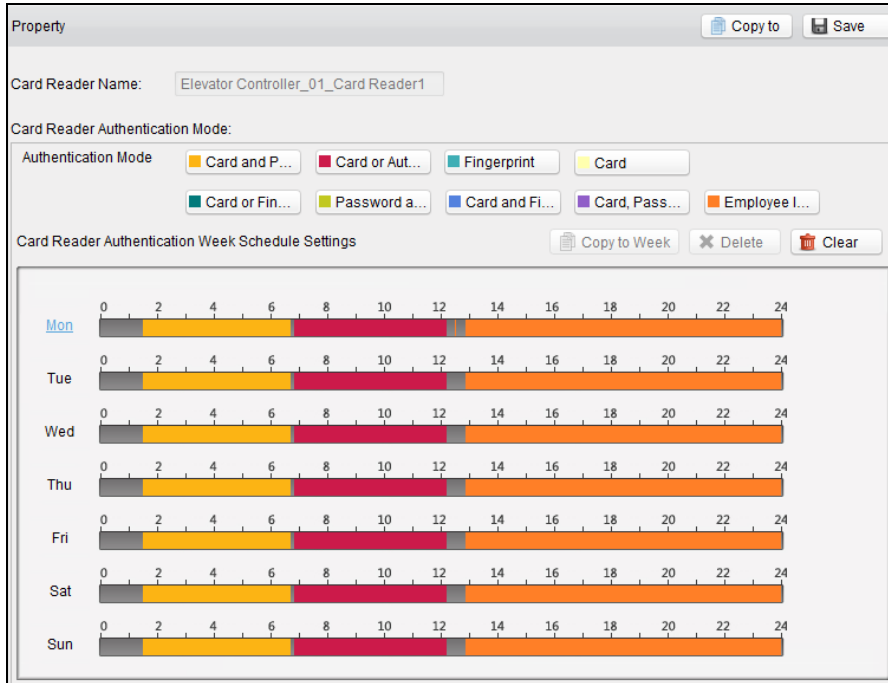 Property Copy to Save
Card Reader Name: Elevator Controller_01_Card Reader1
Card Reader Authentication Mode:
Authentication Mode Card and P... Card or Aut... Fingerprint Card
Card or Fin... Password a... Card and Fi... Card, Pass... Employee I...
Card Reader Authentication Week Schedule Settings Copy to Week Delete Clear
0 2 4 6 8 10 12 14 16 18 20 22 24
Mon
0 2 4 6 8 10 12 14 16 18 20 22 24
Tue
0 2 4 6 8 10 12 14 16 18 20 22 24
Wed
0 2 4 6 8 10 12 14 16 18 20 22 24
Thu
0 2 4 6 8 10 12 14 16 18 20 22 24
Fri
0 2 4 6 8 10 12 14 16 18 20 22 24
Sat
0 2 4 6 8 10 12 14 16 18 20 22 24
Sun